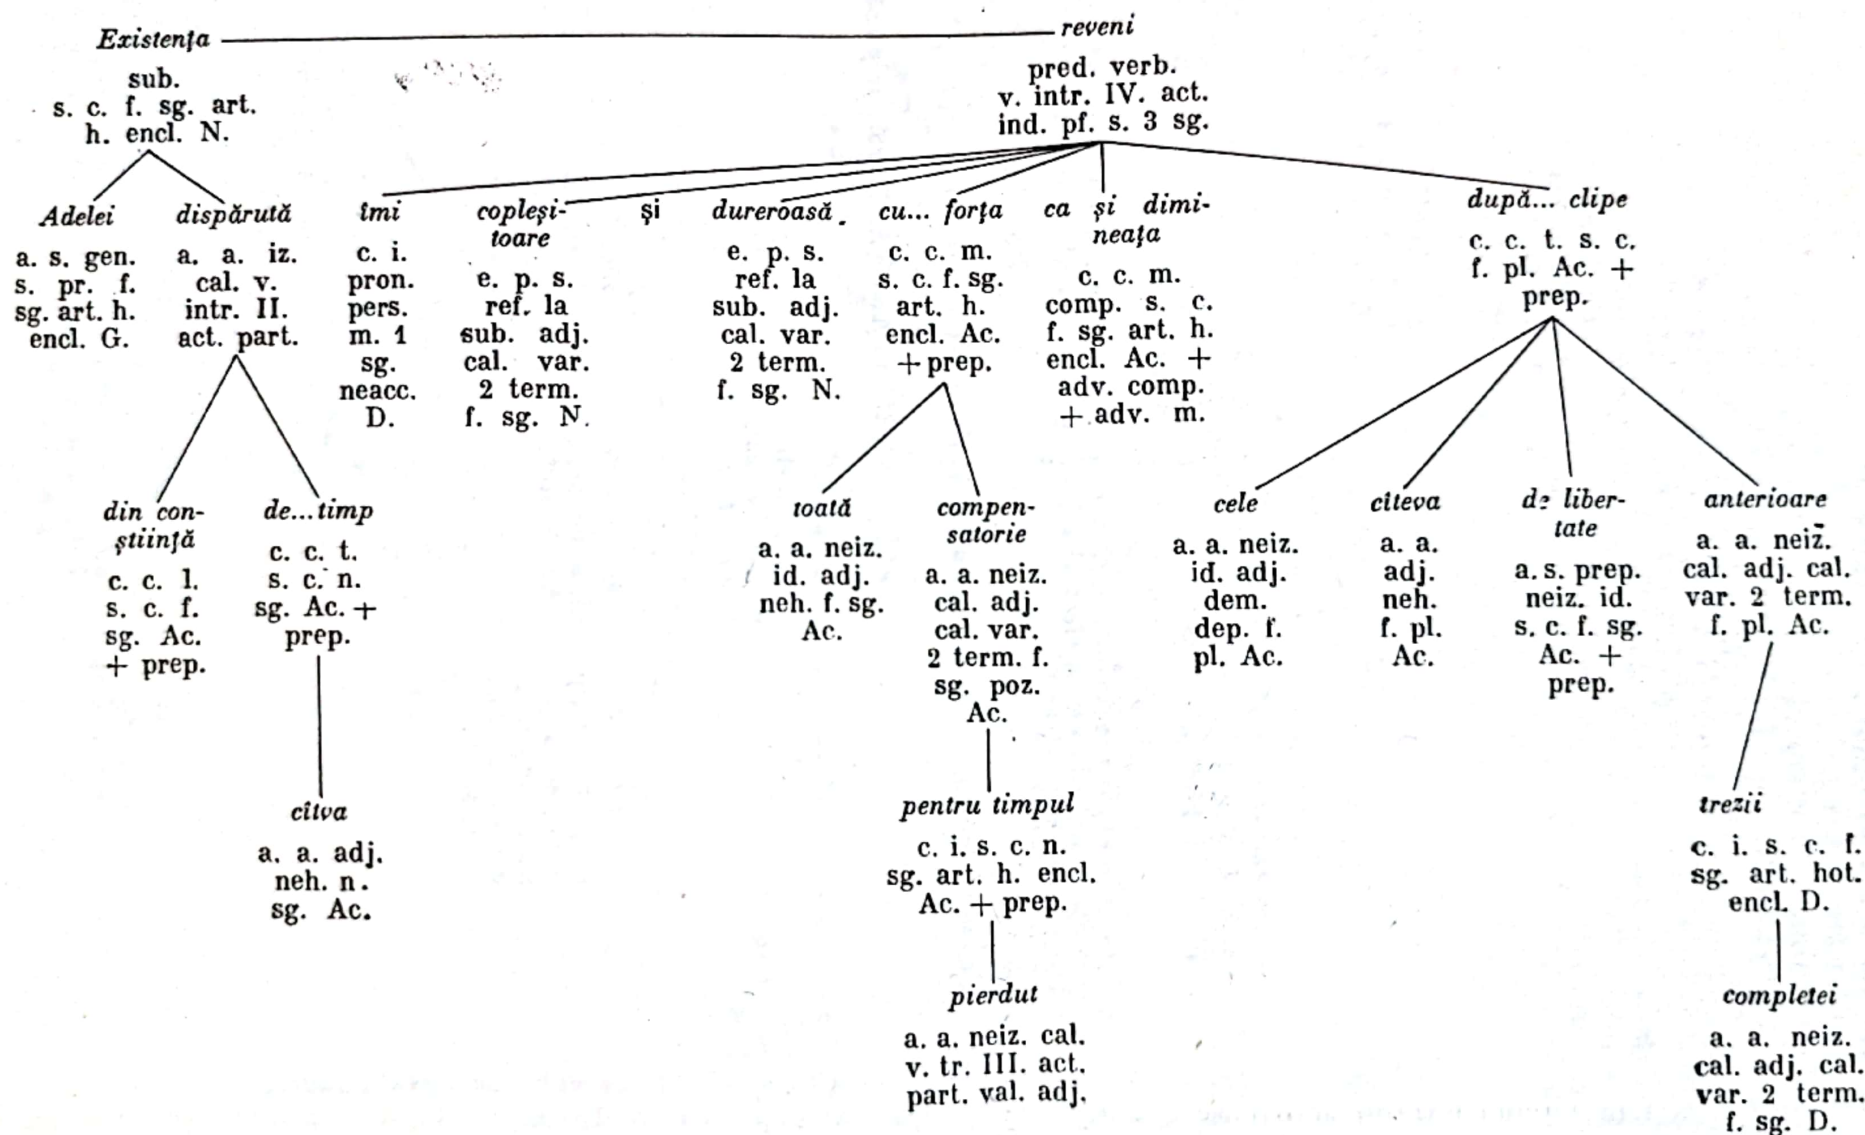 Existența
reveni
sub.
s. c. f. sg. art.
h. encl. N.
pred. verb.
v. intr. IV. act.
ind. pf. s. 3 sg.
Adelei
a. s. gen.
s. pr. f.
sg. art. h.
encl. G.
dispărută
a. a. iz.
cal. v.
intr. II.
act. part.
îmi
c. i.
pron.
pers.
m. 1
sg.
neacc.
D.
copleși-
toare
e. p. s.
ref. la
sub. adj.
cal. var.
2 term.
f. sg. N.
și
dureroasă
e. p. s.
ref. la
sub. adj.
cal. var.
2 term.
f. sg. N.
cu... forța
c. c. m.
s. c. f. sg.
art. h.
encl. Ac.
+ prep.
ca și dimi-
neața
c. c. m.
comp. s. c.
f. sg. art. h.
encl. Ac. +
adv. comp.
+ adv. m.
după... clipe
c. c. t. s. c.
f. pl. Ac. +
prep.
din con-
știință
c. c. l.
s. c. f.
sg. Ac.
+ prep.
de...timp
c. c. t.
s. c. n.
sg. Ac. +
prep.
toată
a. a. neiz.
id. adj.
neh. f. sg.
Ac.
compen-
satorie
a. a. neiz.
cal. adj.
cal. var.
2 term. f.
sg. poz.
Ac.
cele
a. a. neiz.
id. adj.
dem.
dep. f.
pl. Ac.
cîteva
a. a.
adj.
neh.
f. pl.
Ac.
de liber-
tate
a. s. prep.
neiz. id.
s. c. f. sg.
Ac. +
prep.
anterioare
a. a. neiz.
cal. adj. cal.
var. 2 term.
f. pl. Ac.
cîtva
a. a. adj.
neh. n.
sg. Ac.
pentru timpul
c. i. s. c. n.
sg. art. h. encl.
Ac. + prep.
trezii
c. i. s. c. f.
sg. art. hot.
encl. D.
pierdut
a. a. neiz. cal.
v. tr. III. act.
part. val. adj.
completei
a. a. neiz.
cal. adj. cal.
var. 2 term.
f. sg. D.